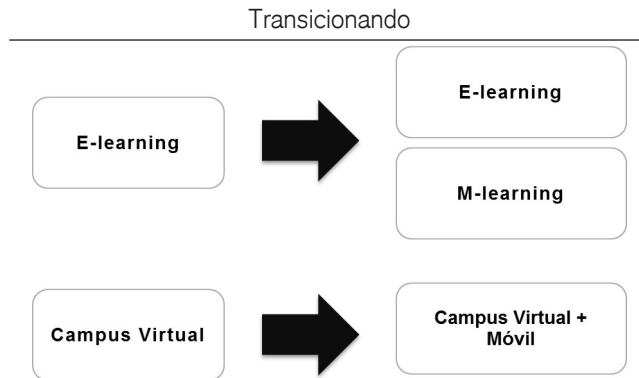 Transicionando
E-learning
E-learning
M-learning
Campus Virtual
Campus Virtual +
Móvil